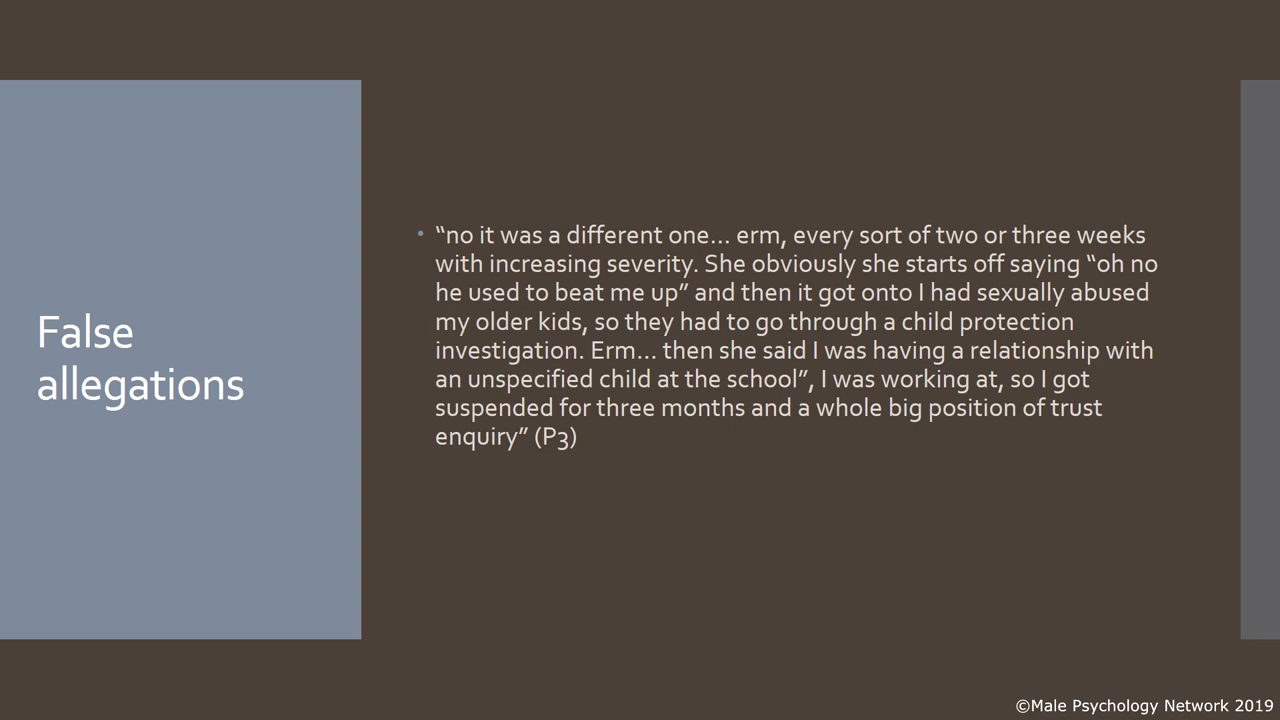 False
allegations
• “no it was a different one... erm, every sort of two or three weeks
with increasing severity. She obviously she starts off saying “oh no
he used to beat me up” and then it got onto I had sexually abused
my older kids, so they had to go through a child protection
investigation. Erm... then she said I was having a relationship with
an unspecified child at the school”, I was working at, so I got
suspended for three months and a whole big position of trust
enquiry” (P3)
©Male Psychology Network 2019